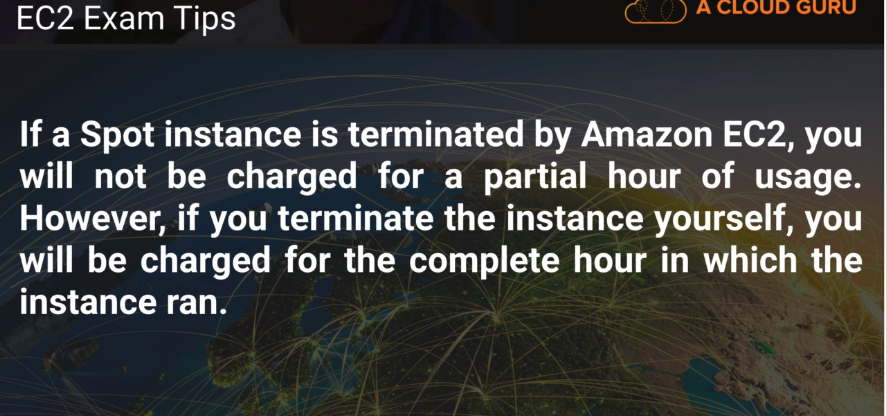 EC2 Exam Tips
A CLOUD GURU
If a Spot instance is terminated by Amazon EC2, you
will not be charged for a partial hour of usage.
However, if you terminate the instance yourself, you
will be charged for the complete hour in which the
instance ran.